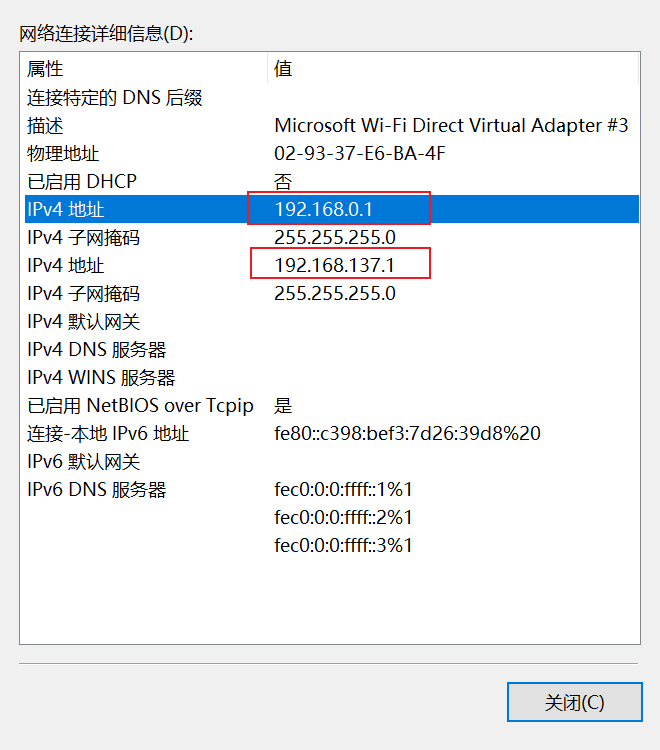 网络连接详细信息(D):
属性 值
连接特定的 DNS 后缀
描述 Microsoft Wi-Fi Direct Virtual Adapter #3
物理地址 02-93-37-E6-BA-4F
已启用 DHCP 否
IPv4 地址 192.168.0.1
IPv4 子网掩码 255.255.255.0
IPv4 地址 192.168.137.1
IPv4 子网掩码 255.255.255.0
IPv4 默认网关
IPv4 DNS 服务器
IPv4 WINS 服务器
已启用 NetBIOS over Tcpip 是
连接-本地 IPv6 地址 fe80::c398:bef3:7d26:39d8%20
IPv6 默认网关
IPv6 DNS 服务器 fec0:0:0:ffff::1%1
fec0:0:0:ffff::2%1
fec0:0:0:ffff::3%1
关闭(C)